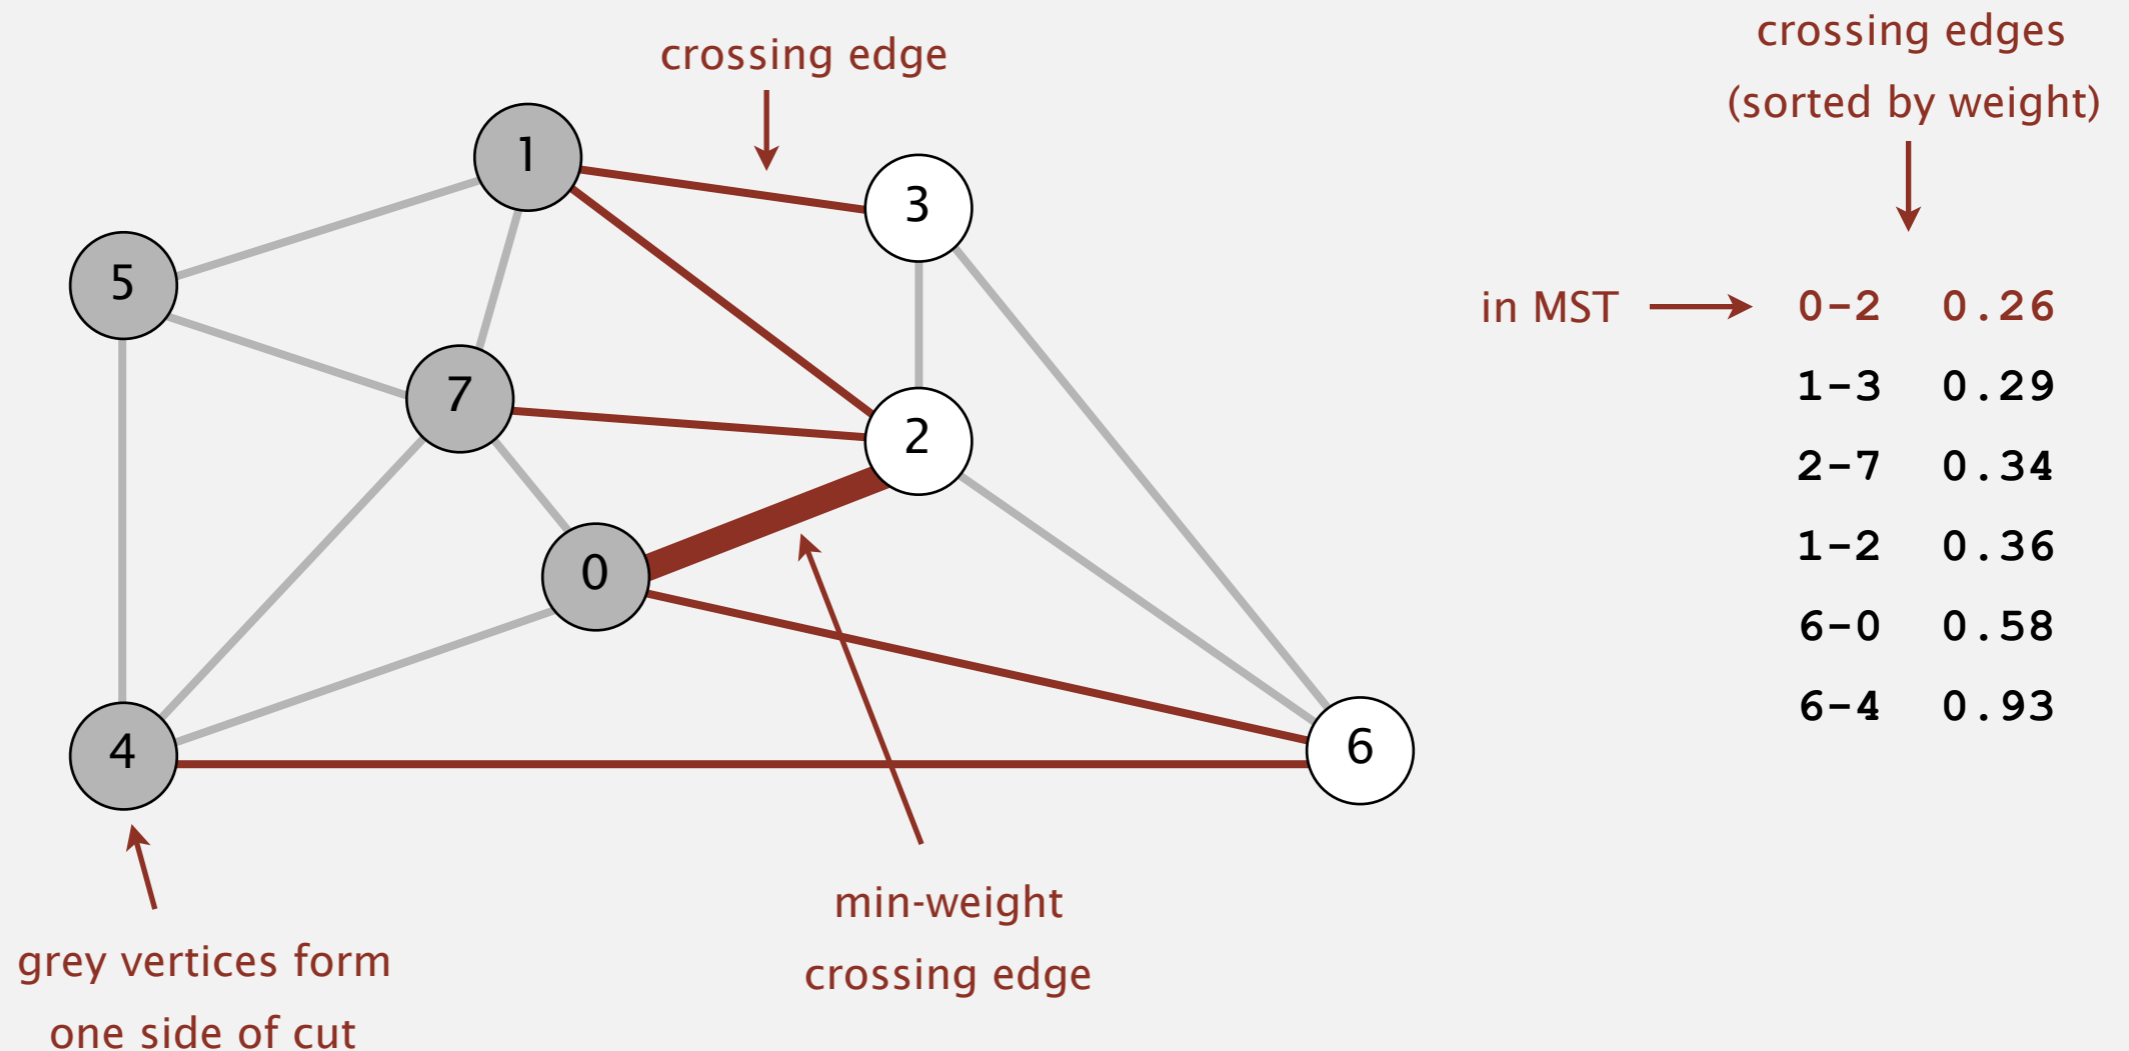 crossing edge
crossing edges
(sorted by weight)
1
3
5
7
2
0
4
6
in MST
0-2 0.26
1-3 0.29
2-7 0.34
1-2 0.36
6-0 0.58
6-4 0.93
min-weight
crossing edge
grey vertices form
one side of cut